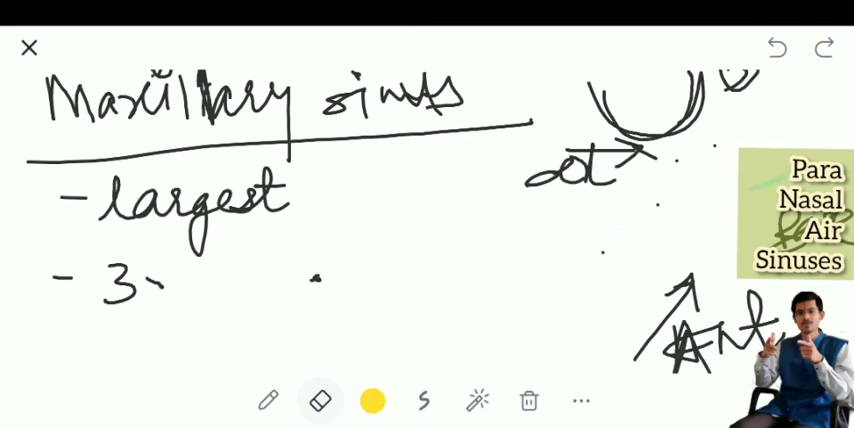 Maxillary sinus
- largest
- 3
Ant
Para
Nasal
Air
Sinuses